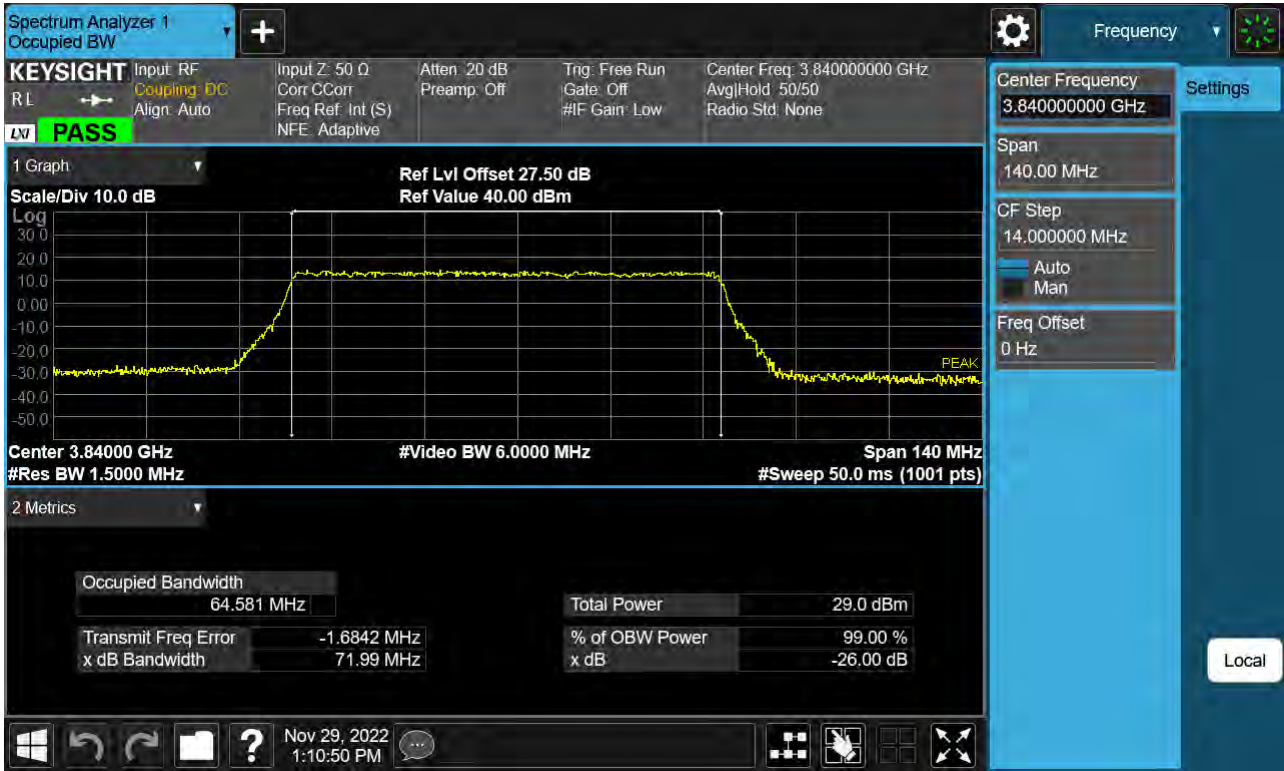 Spectrum Analyzer 1
Occupied BW
Frequency
KEYSIGHT
R L
LXI
PASS
Input: RF
Coupling: DC
Align: Auto
Input Z: 50 Ω
Corr CCorr
Freq Ref: Int (S)
NFE: Adaptive
Atten: 20 dB
Preamp: Off
Trig: Free Run
Gate: Off
#IF Gain: Low
Center Freq: 3.840000000 GHz
Avg|Hold: 50/50
Radio Std: None
1 Graph
Scale/Div 10.0 dB
Ref Lvl Offset 27.50 dB
Ref Value 40.00 dBm
Log
30.0
20.0
10.0
0.00
-10.0
-20.0
-30.0
-40.0
-50.0
PEAK
Center 3.84000 GHz
#Res BW 1.5000 MHz
#Video BW 6.0000 MHz
Span 140 MHz
#Sweep 50.0 ms (1001 pts)
2 Metrics
Occupied Bandwidth
64.581 MHz
Transmit Freq Error -1.6842 MHz
x dB Bandwidth 71.99 MHz
Total Power 29.0 dBm
% of OBW Power 99.00 %
x dB -26.00 dB
Nov 29, 2022
1:10:50 PM
Center Frequency
3.840000000 GHz
Span
140.00 MHz
CF Step
14.000000 MHz
Auto
Man
Freq Offset
0 Hz
Settings
Local